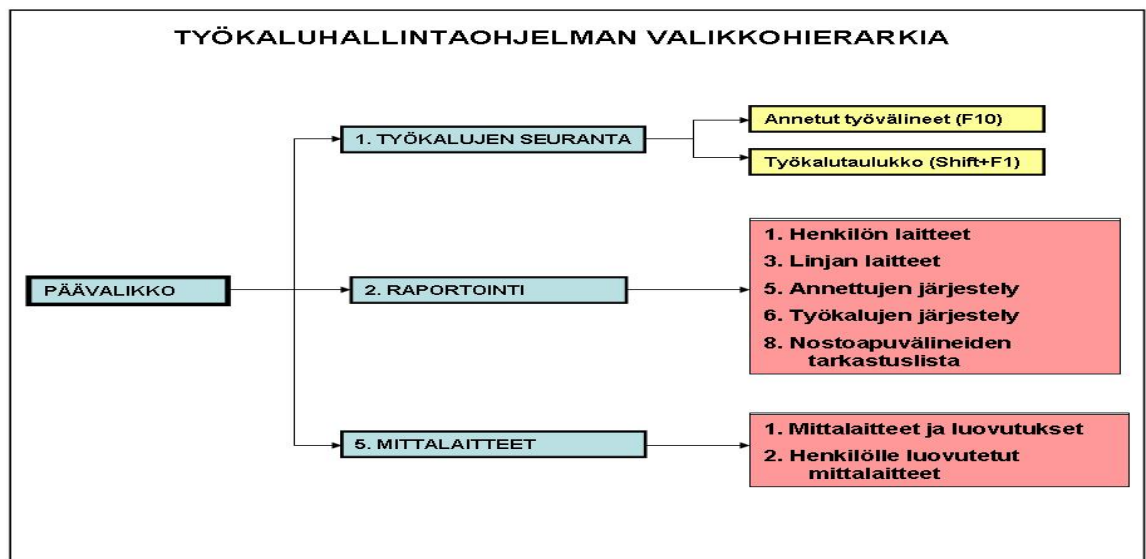 TYÖKALUHALLINTAOHJELMAN VALIKKOHIERARKIA
1. TYÖKALUJEN SEURANTA
Annetut työvälineet (F10)
Työkalutaulukko (Shift+F1)
PÄÄVALIKKO
2. RAPORTOINTI
1. Henkilön laitteet
3. Linjan laitteet
5. Annettujen järjestely
6. Työkalujen järjestely
8. Nostoapuvälineiden
tarkastuslista
5. MITTALAITTEET
1. Mittalaitteet ja luovutukset
2. Henkilölle luovutetut
mittalaitteet